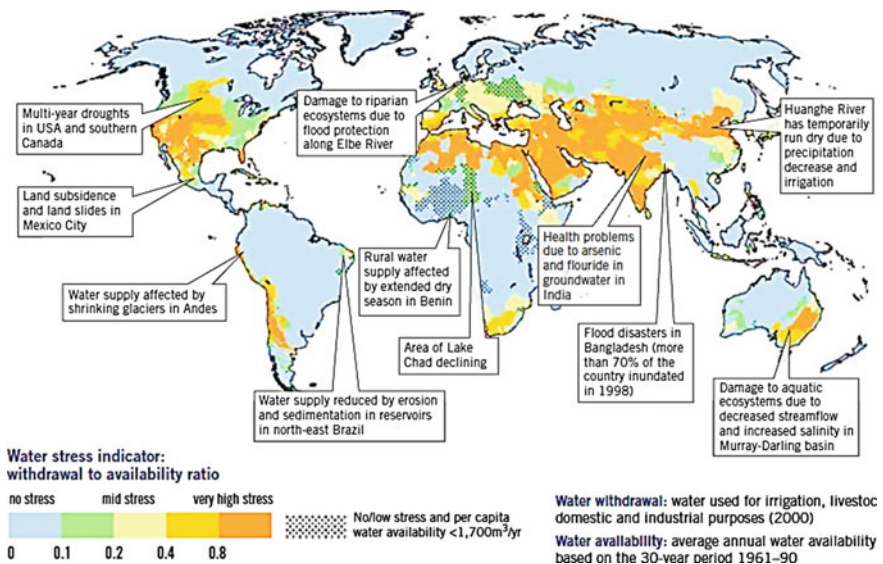 Multi-year droughts
in USA and southern
Canada
Damage to riparian
ecosystems due to
flood protection
along Elbe River
Huanghe River
has temporarily
run dry due to
precipitation
decrease and
irrigation
Land subsidence
and land slides in
Mexico City
Water supply affected by
shrinking glaciers in Andes
Rural water
supply affected
by extended dry
season in Benin
Health problems
due to arsenic
and flouride in
groundwater in
India
Area of Lake
Chad declining
Flood disasters in
Bangladesh (more
than 70% of the
country inundated
in 1998)
Damage to aquatic
ecosystems due to
decreased streamflow
and increased salinity in
Murray-Darling basin
Water supply reduced by erosion
and sedimentation in reservoirs
in north-east Brazil
Water stress indicator:
withdrawal to availability ratio
no stress mid stress very high stress
0 0.1 0.2 0.4 0.8
No/low stress and per capita
water availability <1,700m³/yr
Water withdrawal: water used for irrigation, livestoc
domestic and industrial purposes (2000)
Water availability: average annual water availability
based on the 30-year period 1961–90